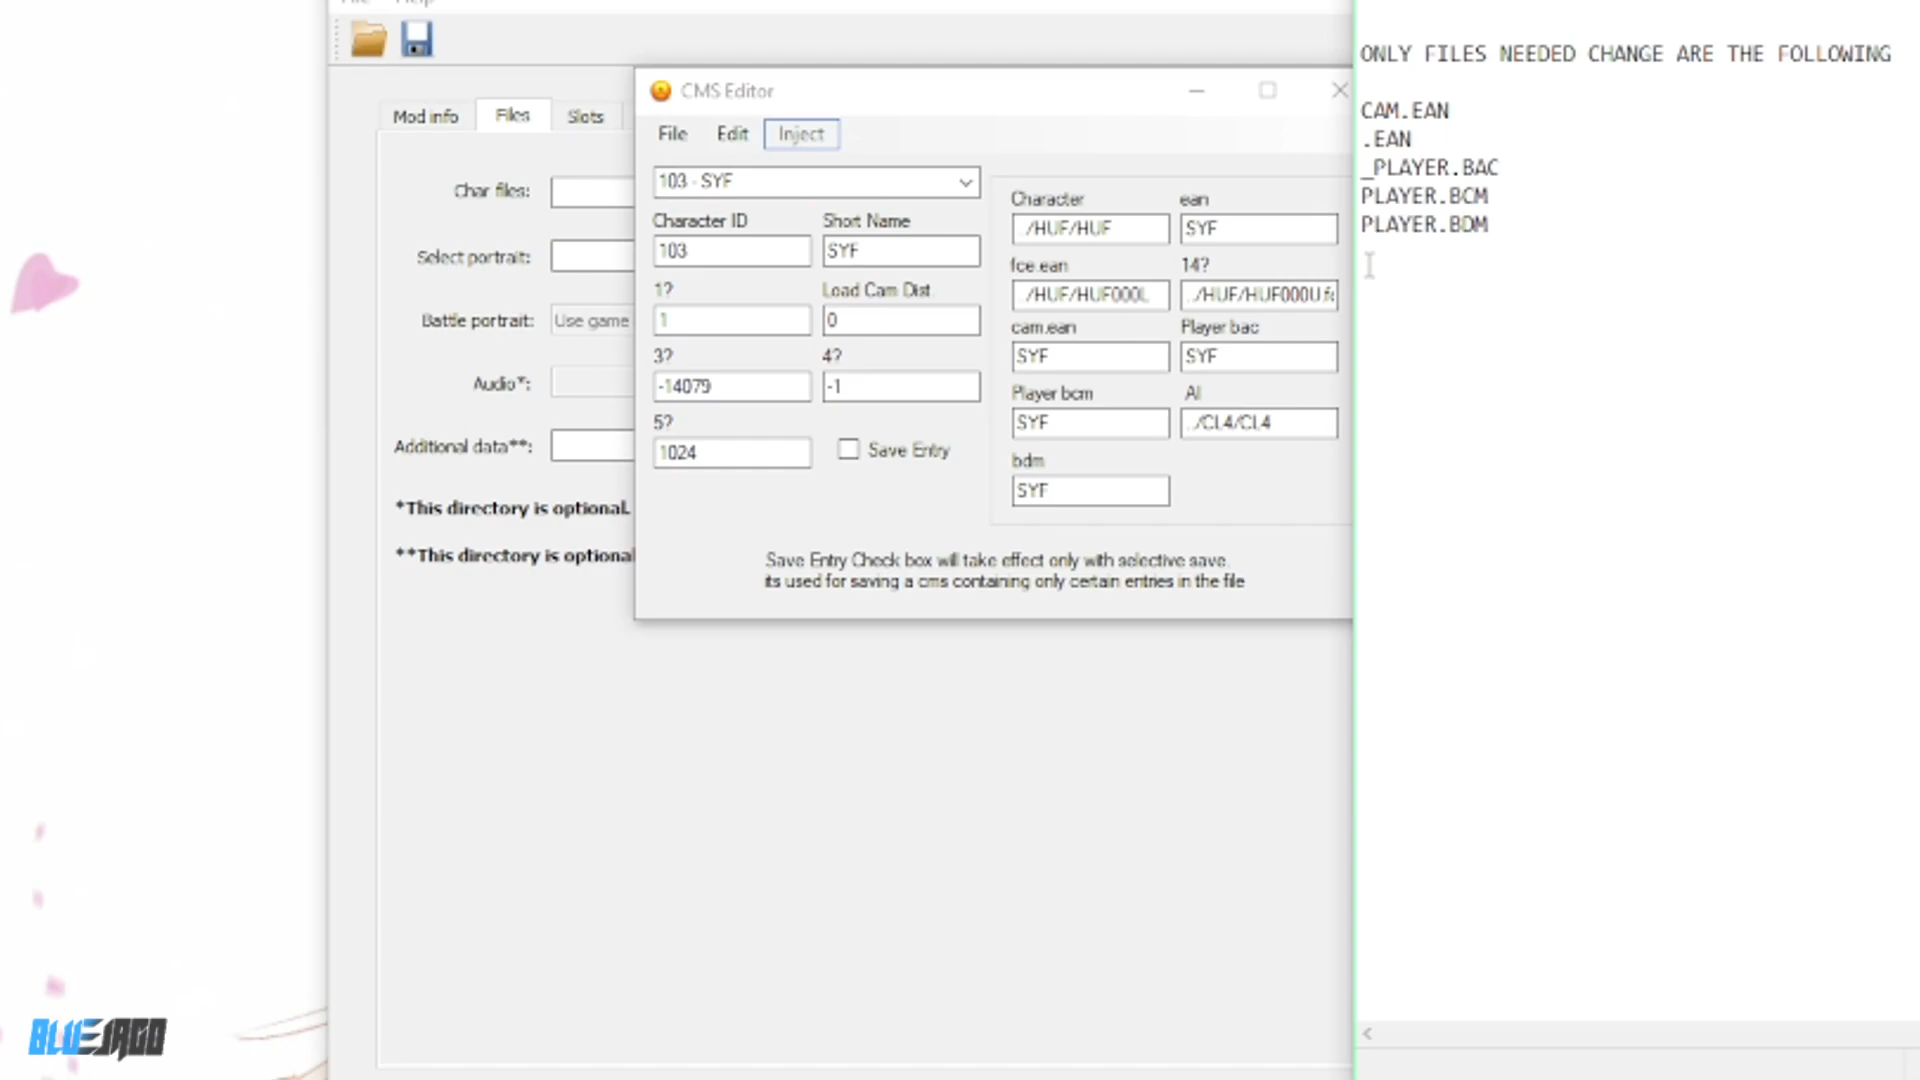 Mod info
Files
Slots
Char files:
Select portrait:
Battle portrait:
Use game
Audio*:
Additional data**:
*This directory is optional.
**This directory is optional
CMS Editor
File
Edit
Inject
103 - SYF
Character ID
Short Name
103
SYF
1?
Load Cam Dist.
1
0
3?
4?
-14079
-1
5?
1024
Save Entry
Character
ean
../HUF/HUF
SYF
fce.ean
14?
../HUF/HUF000L
../HUF/HUF000U.fc
cam.ean
Player bac
SYF
SYF
Player bcm
AI
SYF
../CL4/CL4
bdm
SYF
Save Entry Check box will take effect only with selective save.
its used for saving a cms containing only certain entries in the file
ONLY FILES NEEDED CHANGE ARE THE FOLLOWING
CAM.EAN
.EAN
_PLAYER.BAC
PLAYER.BCM
PLAYER.BDM
BLUEJAGO